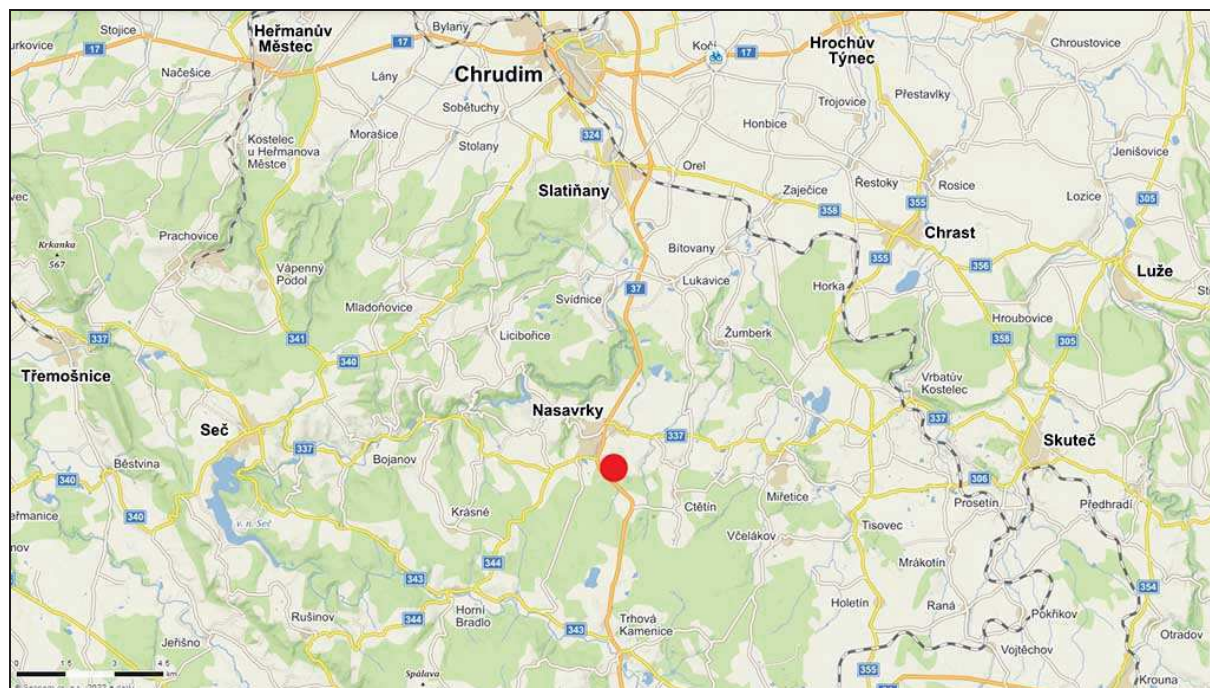 Stojice
Heřmanův
Městec
Bylany
17
Kočí
17
Hrochův
Týnec
Chroustovice
17
Načešice
Lány
Chrudim
Přestavlky
Sobětuchy
Trojovice
Honbice
Morašice
Kostelec
u Heřmanova
Městce
Stolany
324
Jenišovice
Orel
Slatiňany
Zaječice
Řestoky
Rosice
Lozice
305
358
355
Chrast
Prachovice
Krkanka
567
Bítovany
355
356
Luže
Vápenný
Podol
Svídnice
37
Lukavice
Horka
Mladoňovice
Hroubovice
337
341
Licibořice
Žumberk
358
305
340
Třemošnice
Vrbatův
Kostelec
Nasavrky
337
Seč
337
337
Skuteč
Běstvina
Bojanov
340
Miřetice
306
Předhradí
Krásné
Ctětín
Prosetín
340
v. n. Seč
Včelákov
Tisovec
Mrákotín
344
343
354
Holetín
Raná
Rušinov
344
Horní
Bradlo
343
Trhová
Kamenice
Pokřikov
Jeřišno
Vojtěchov
Otradov
355
Spálava
Krouna